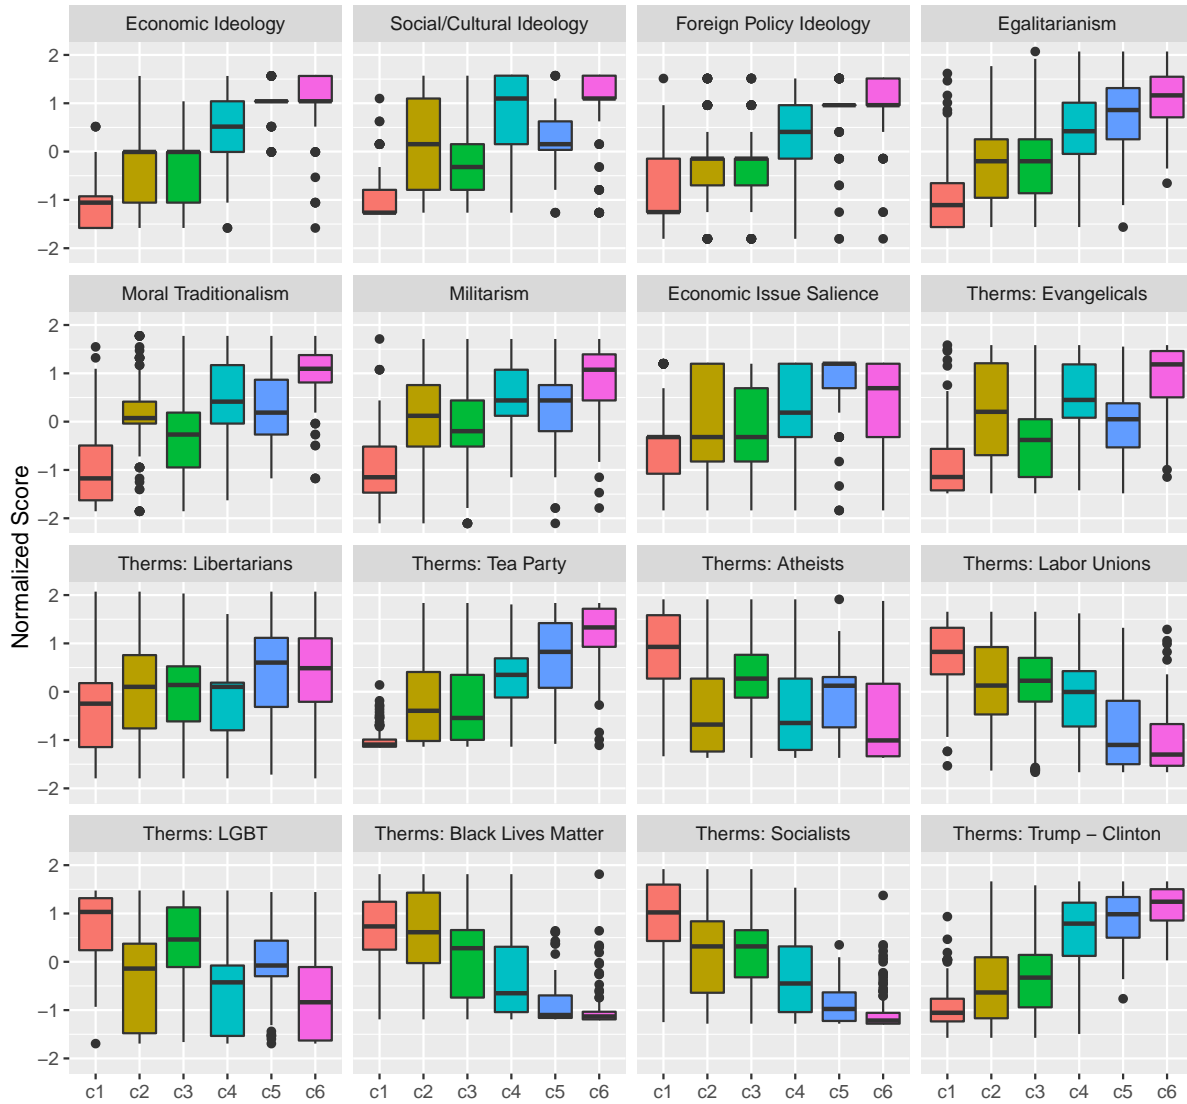 Economic Ideology
Social/Cultural Ideology
Foreign Policy Ideology
Egalitarianism
2
1
0
−1
−2
Moral Traditionalism
Militarism
Economic Issue Salience
Therms: Evangelicals
2
1
0
−1
−2
Normalized Score
Therms: Libertarians
Therms: Tea Party
Therms: Atheists
Therms: Labor Unions
2
1
0
−1
−2
Therms: LGBT
Therms: Black Lives Matter
Therms: Socialists
Therms: Trump − Clinton
2
1
0
−1
−2
c1 c2 c3 c4 c5 c6
c1 c2 c3 c4 c5 c6
c1 c2 c3 c4 c5 c6
c1 c2 c3 c4 c5 c6